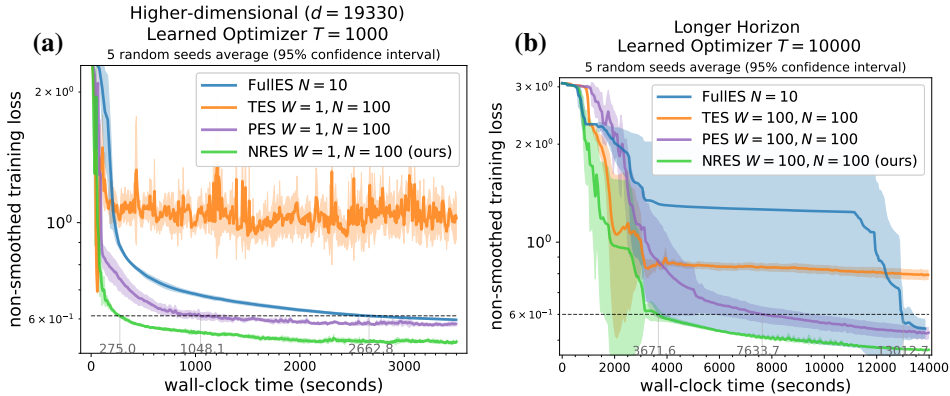 (a)
Higher-dimensional (d = 19330)
Learned Optimizer T = 1000
5 random seeds average (95% confidence interval)
non-smoothed training loss
2 × 10⁰
10⁰
6 × 10⁻¹
FullES N = 10
TES W = 1, N = 100
PES W = 1, N = 100
NRES W = 1, N = 100 (ours)
275.0
1048.1
2662.8
0
1000
2000
3000
wall-clock time (seconds)
(b)
Longer Horizon
Learned Optimizer T = 10000
5 random seeds average (95% confidence interval)
non-smoothed training loss
3 × 10⁰
2 × 10⁰
10⁰
6 × 10⁻¹
FullES N = 10
TES W = 100, N = 100
PES W = 100, N = 100
NRES W = 100, N = 100 (ours)
3671.6
7633.7
13012.7
0
2000
4000
6000
8000
10000
12000
14000
wall-clock time (seconds)